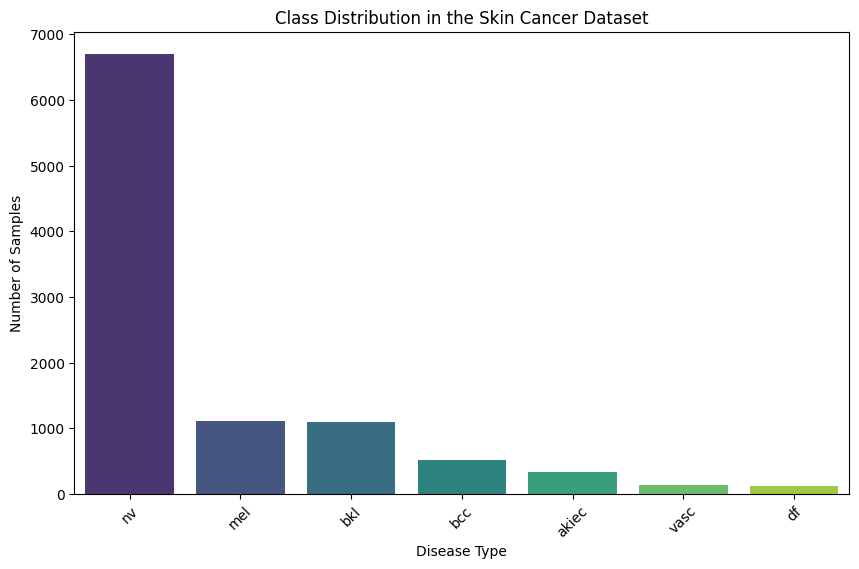 Class Distribution in the Skin Cancer Dataset
7000
6000
5000
4000
3000
2000
1000
0
Number of Samples
nv
mel
bkl
bcc
akiec
vasc
df
Disease Type